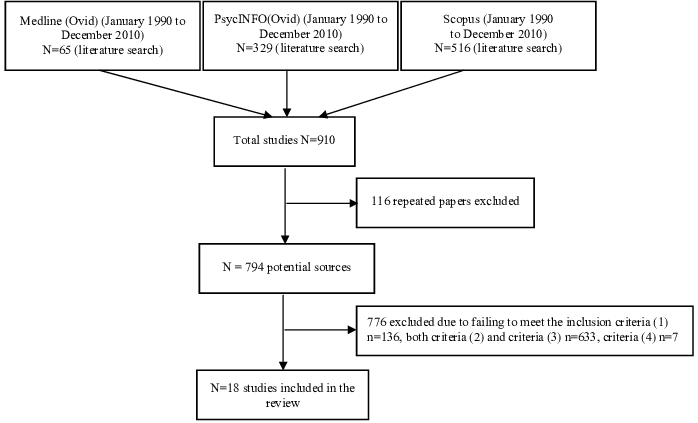 Medline (Ovid) (January 1990 to
December 2010)
N=65 (literature search)
PsycINFO(Ovid) (January 1990 to
December 2010)
N=329 (literature search)
Scopus (January 1990
to December 2010)
N=516 (literature search)
Total studies N=910
116 repeated papers excluded
N = 794 potential sources
776 excluded due to failing to meet the inclusion criteria (1)
n=136, both criteria (2) and criteria (3) n=633, criteria (4) n=7
N=18 studies included in the
review